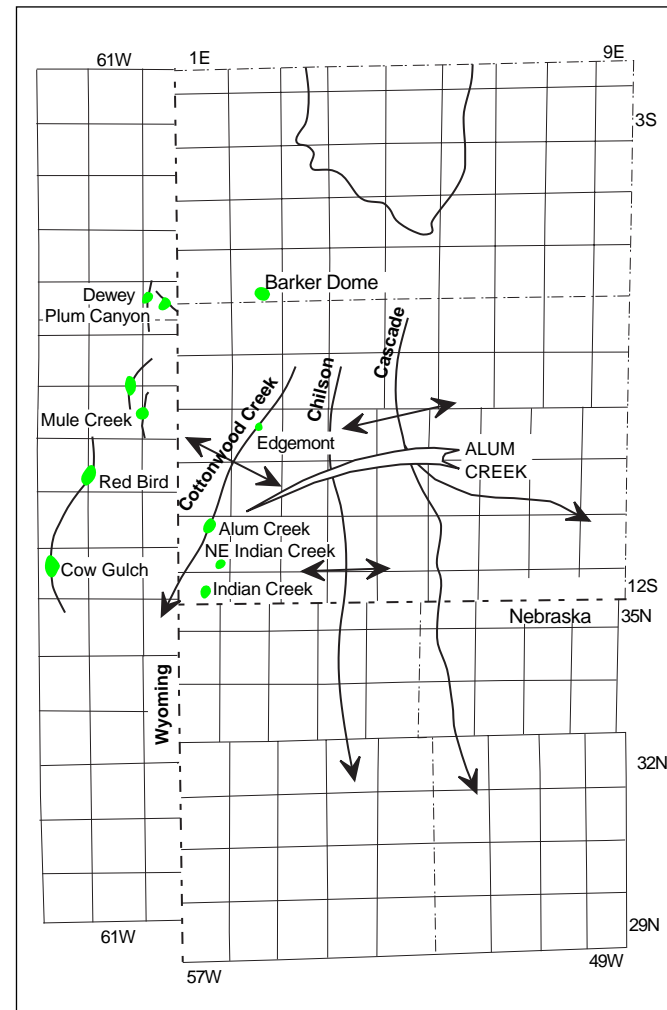 61W
1E
9E
3S
Barker Dome
Dewey
Plum Canyon
Cascade
Chilson
Cottonwood Creek
Mule Creek
Edgemont
ALUM
CREEK
Red Bird
Alum Creek
NE Indian Creek
Cow Gulch
Indian Creek
12S
Nebraska
35N
Wyoming
32N
61W
29N
57W
49W